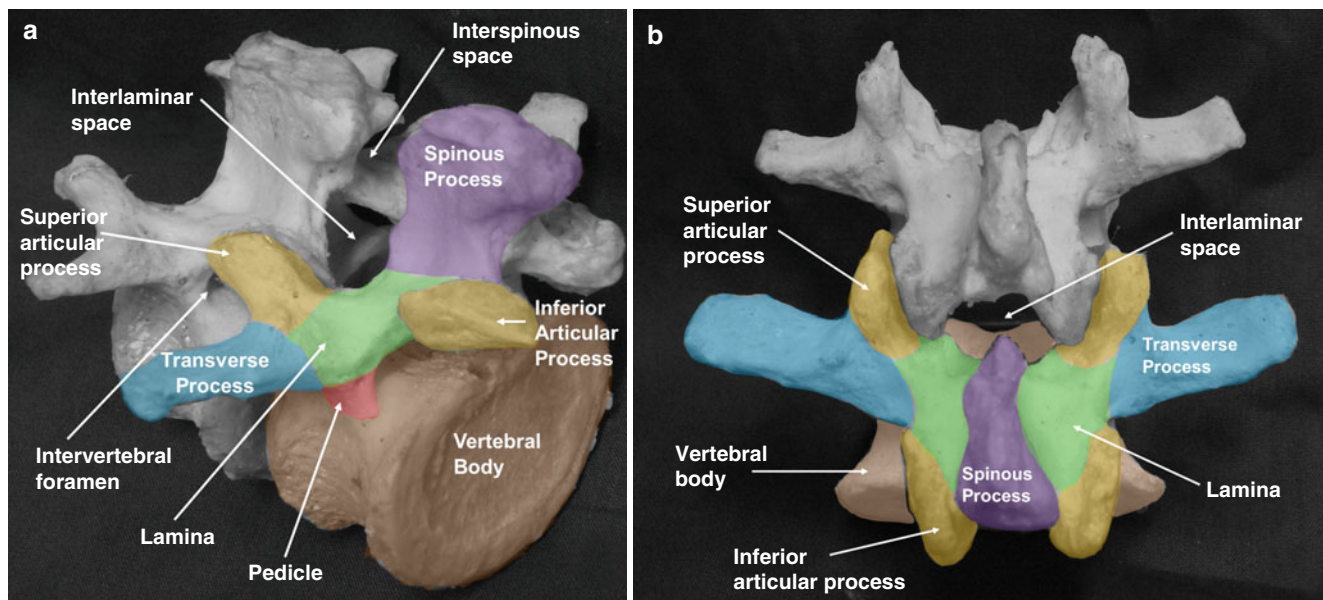 a
Interspinous
space
Interlaminar
space
Spinous
Process
Superior
articular
process
Inferior
Articular
Process
Transverse
Process
Vertebral
Body
Intervertebral
foramen
Lamina
Pedicle
b
Superior
articular
process
Interlaminar
space
Transverse
Process
Vertebral
body
Spinous
Process
Lamina
Inferior
articular process